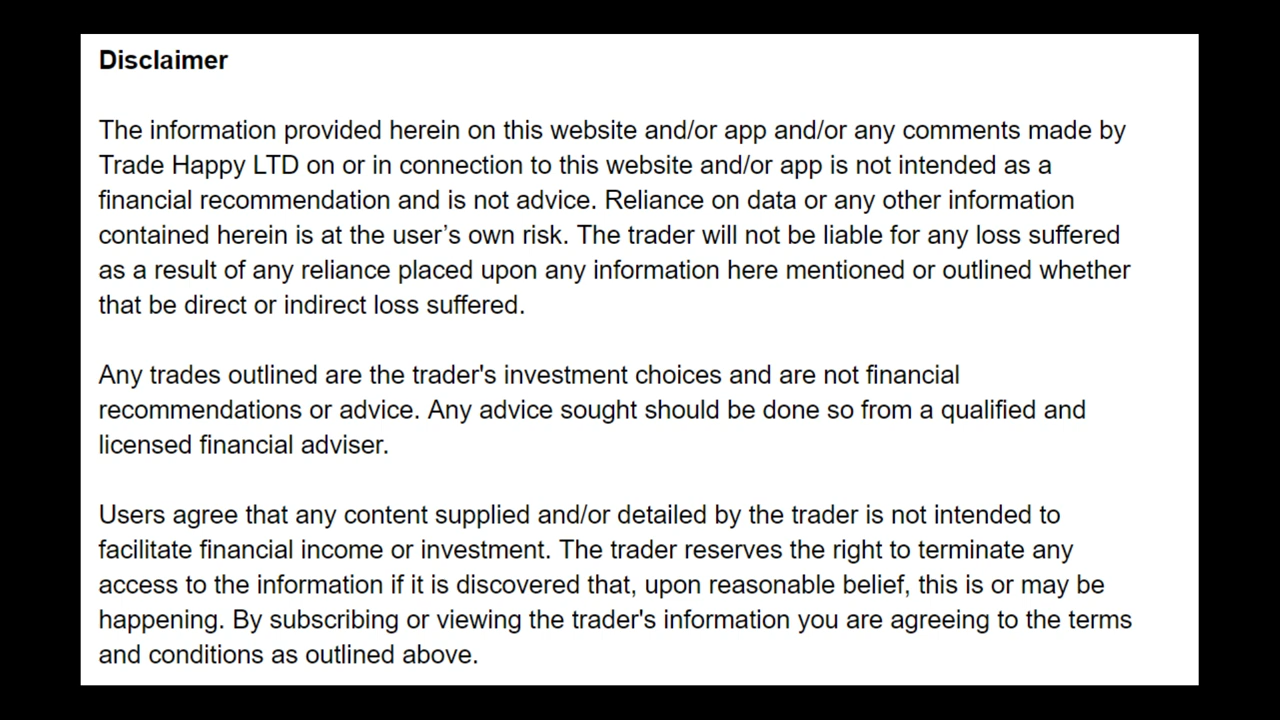 Disclaimer
The information provided herein on this website and/or app and/or any comments made by
Trade Happy LTD on or in connection to this website and/or app is not intended as a
financial recommendation and is not advice. Reliance on data or any other information
contained herein is at the user’s own risk. The trader will not be liable for any loss suffered
as a result of any reliance placed upon any information here mentioned or outlined whether
that be direct or indirect loss suffered.
Any trades outlined are the trader's investment choices and are not financial
recommendations or advice. Any advice sought should be done so from a qualified and
licensed financial adviser.
Users agree that any content supplied and/or detailed by the trader is not intended to
facilitate financial income or investment. The trader reserves the right to terminate any
access to the information if it is discovered that, upon reasonable belief, this is or may be
happening. By subscribing or viewing the trader's information you are agreeing to the terms
and conditions as outlined above.